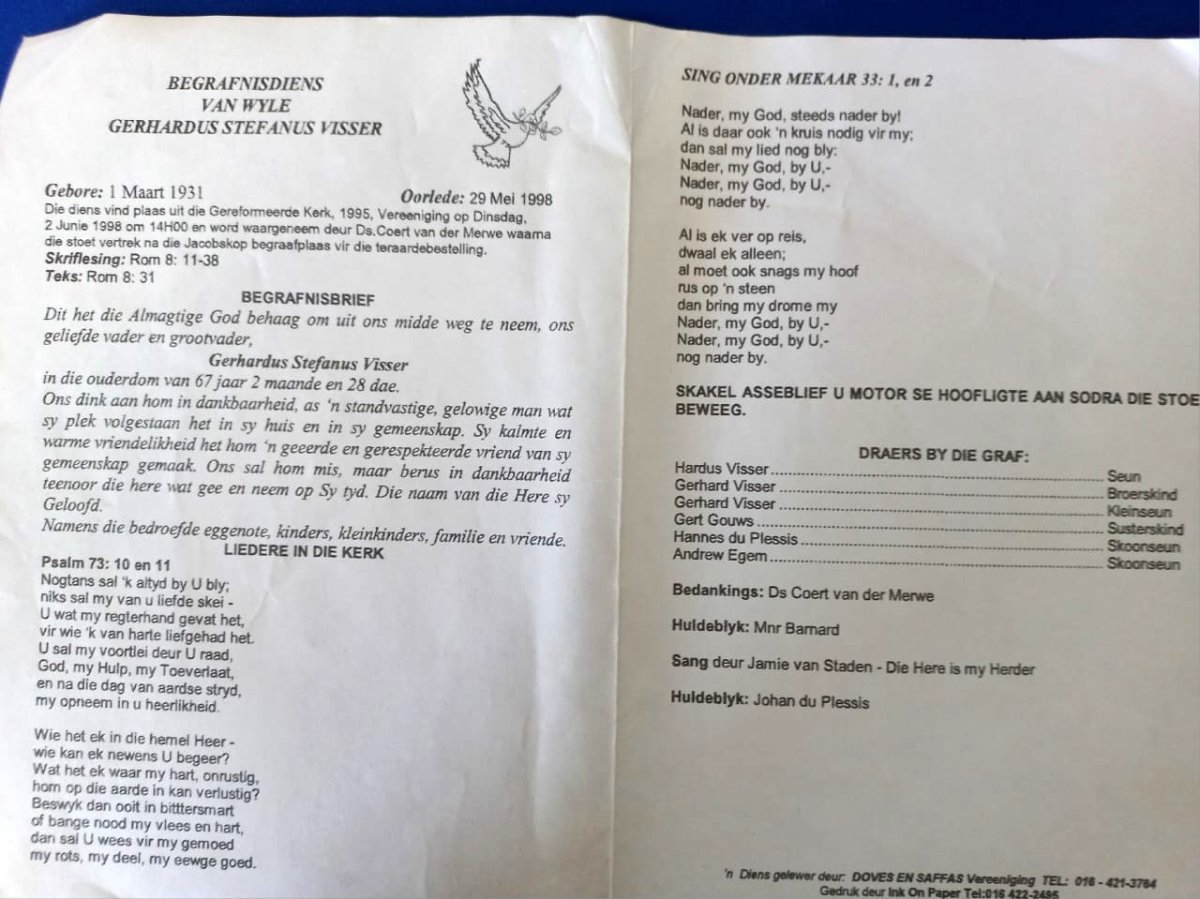 BEGRAFNISDIENS
VAN WYLE
GERHARDUS STEFANUS VISSER
Gebore: 1 Maart 1931 Oorlede: 29 Mei 1998
Die diens vind plaas uit die Gereformeerde Kerk, 1995, Vereeniging op Dinsdag,
2 Junie 1998 om 14H00 en word waargeneem deur Ds.Coert van der Merwe waarna
die stoet vertrek na die Jacobskop begraafplaas vir die teraardebestelling.
Skriflesing: Rom 8: 11-38
Teks: Rom 8: 31
BEGRAFNISBRIEF
Dit het die Almagtige God behaag om uit ons midde weg te neem, ons
geliefde vader en grootvader,
Gerhardus Stefanus Visser
in die ouderdom van 67 jaar 2 maande en 28 dae.
Ons dink aan hom in dankbaarheid, as 'n standvastige, gelowige man wat
sy plek volgestaan het in sy huis en in sy gemeenskap. Sy kalmte en
warme vriendelikheid het hom 'n geeerde en gerespekteerde vriend van sy
gemeenskap gemaak. Ons sal hom mis, maar berus in dankbaarheid
teenoor die here wat gee en neem op Sy tyd. Die naam van die Here sy
Geloofd.
Namens die bedroefde eggenote, kinders, kleinkinders, familie en vriende.
LIEDERE IN DIE KERK
Psalm 73: 10 en 11
Nogtans sal 'k altyd by U bly;
niks sal my van u liefde skei -
U wat my regterhand gevat het,
vir wie 'k van harte liefgehad het.
U sal my voortlei deur U raad,
God, my Hulp, my Toeverlaat,
en na die dag van aardse stryd,
my opneem in u heerlikheid.
Wie het ek in die hemel Heer -
wie kan ek newens U begeer?
Wat het ek waar my hart, onrustig,
hom op die aarde in kan verlustig?
Beswyk dan ooit in bitttersmart
of bange nood my vlees en hart,
dan sal U wees vir my gemoed
my rots, my deel, my eewge goed.
SING ONDER MEKAAR 33: 1, en 2
Nader, my God, steeds nader by!
Al is daar ook 'n kruis nodig vir my;
dan sal my lied nog bly:
Nader, my God, by U,-
Nader, my God, by U,-
nog nader by.
Al is ek ver op reis,
dwaal ek alleen;
al moet ook snags my hoof
rus op 'n steen
dan bring my drome my
Nader, my God, by U,-
Nader, my God, by U,-
nog nader by.
SKAKEL ASSEBLIEF U MOTOR SE HOOFLIGTE AAN SODRA DIE STOE
BEWEEG.
DRAERS BY DIE GRAF:
Hardus Visser........................................ Seun
Gerhard Visser ........................................ Broerskind
Gerhard Visser ........................................ Kleinseun
Gert Gouws........................................ Susterskind
Hannes du Plessis........................................ Skoonseun
Andrew Egem........................................ Skoonseun
Bedankings: Ds Coert van der Merwe
Huldeblyk: Mnr Barnard
Sang deur Jamie van Staden - Die Here is my Herder
Huldeblyk: Johan du Plessis
'n Diens gelewer deur: DOVES EN SAFFAS Vereeniging TEL: 016 - 421-3764
Gedruk deur Ink On Paper Tel:016 422-2495